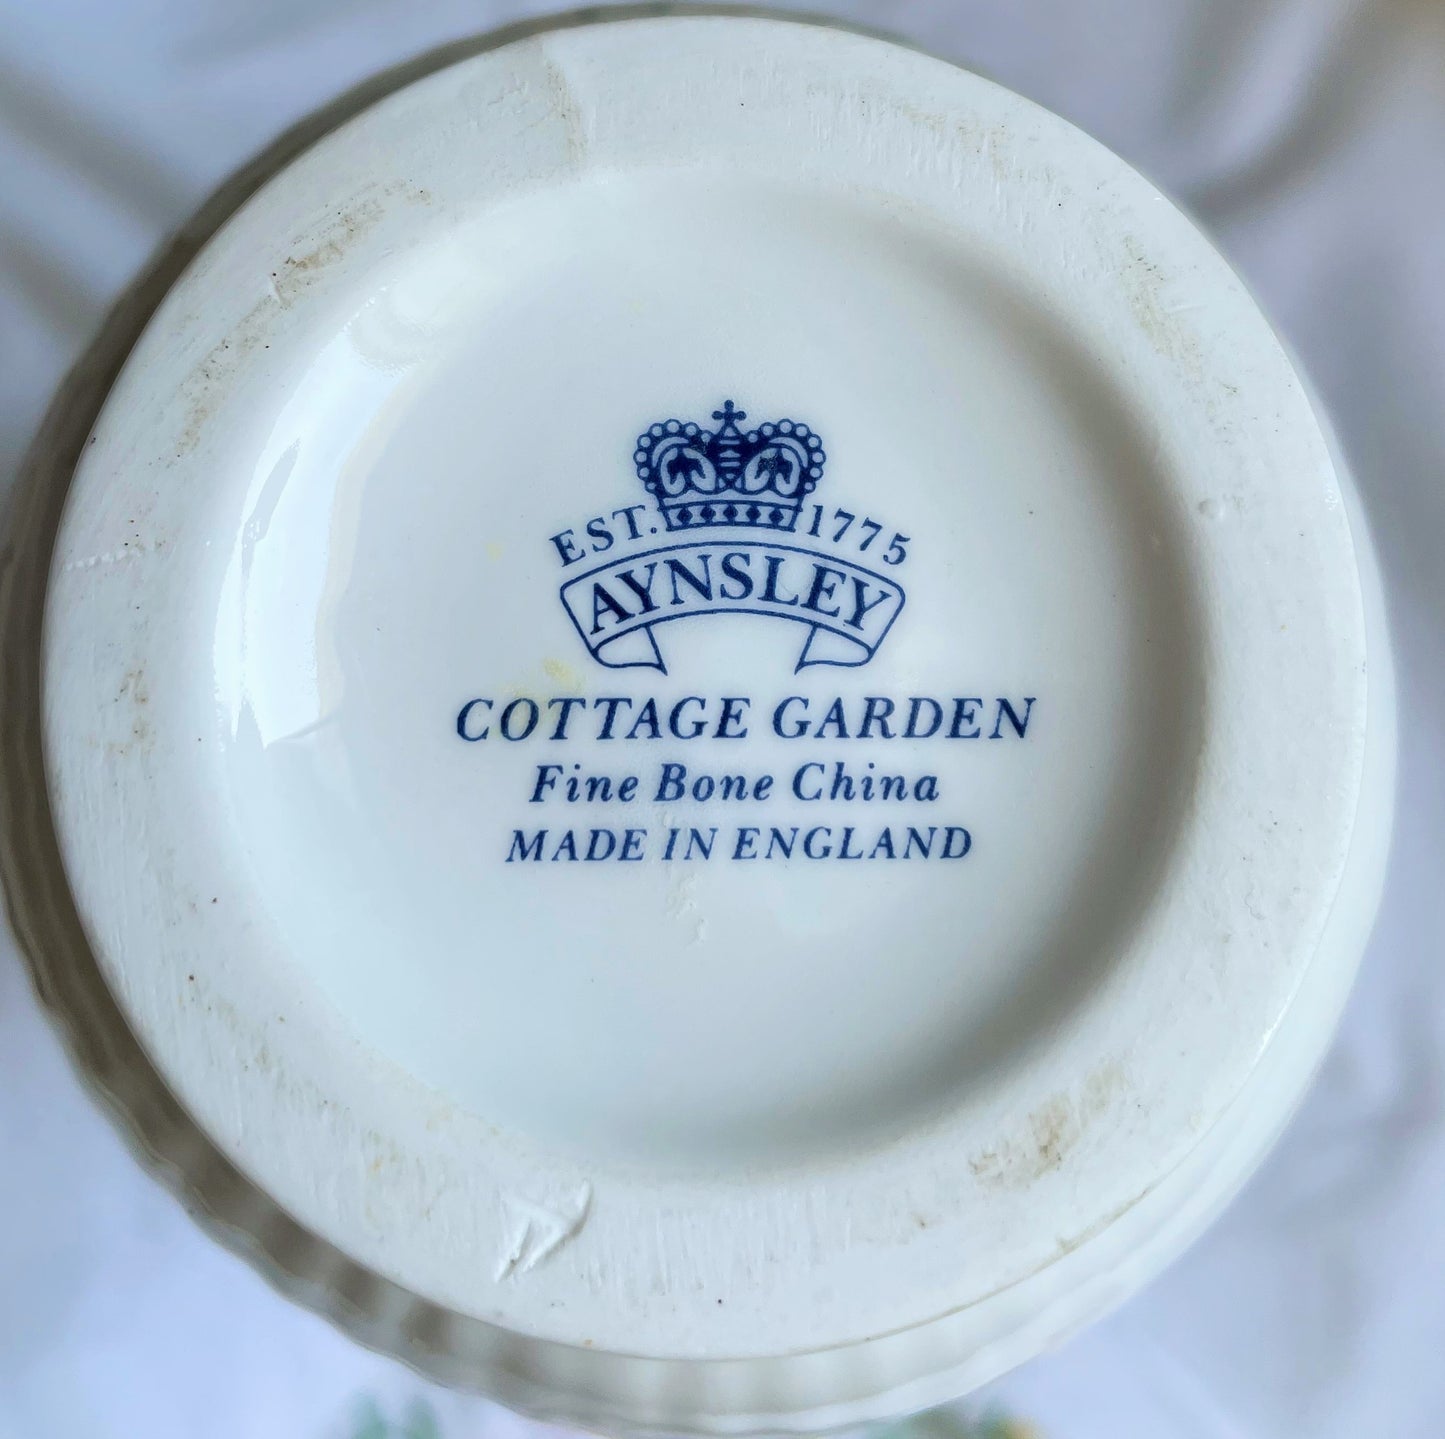 EST. 1775
AYNSLEY
COTTAGE GARDEN
Fine Bone China
MADE IN ENGLAND